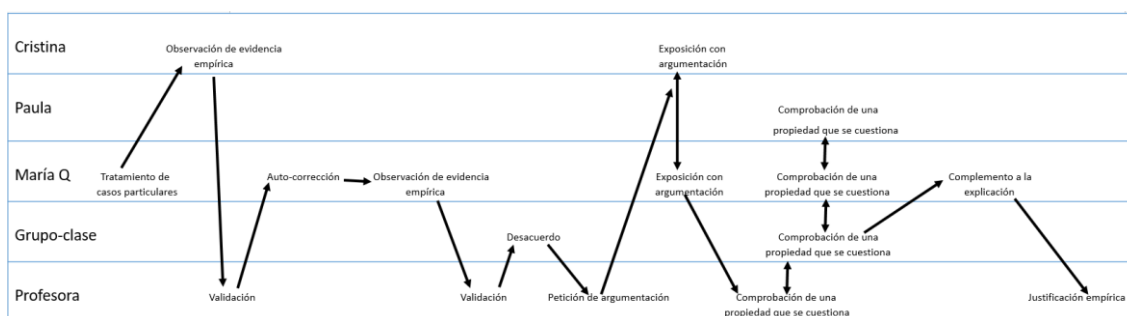 Cristina
Observación de evidencia
empírica
Exposición con
argumentación
Paula
Comprobación de una
propiedad que se cuestiona
María Q
Tratamiento de
casos particulares
Auto-corrección
Observación de evidencia
empírica
Exposición con
argumentación
Comprobación de una
propiedad que se cuestiona
Complemento a la
explicación
Grupo-clase
Desacuerdo
Comprobación de una
propiedad que se cuestiona
Profesora
Validación
Validación
Petición de argumentación
Comprobación de una
propiedad que se cuestiona
Justificación empírica